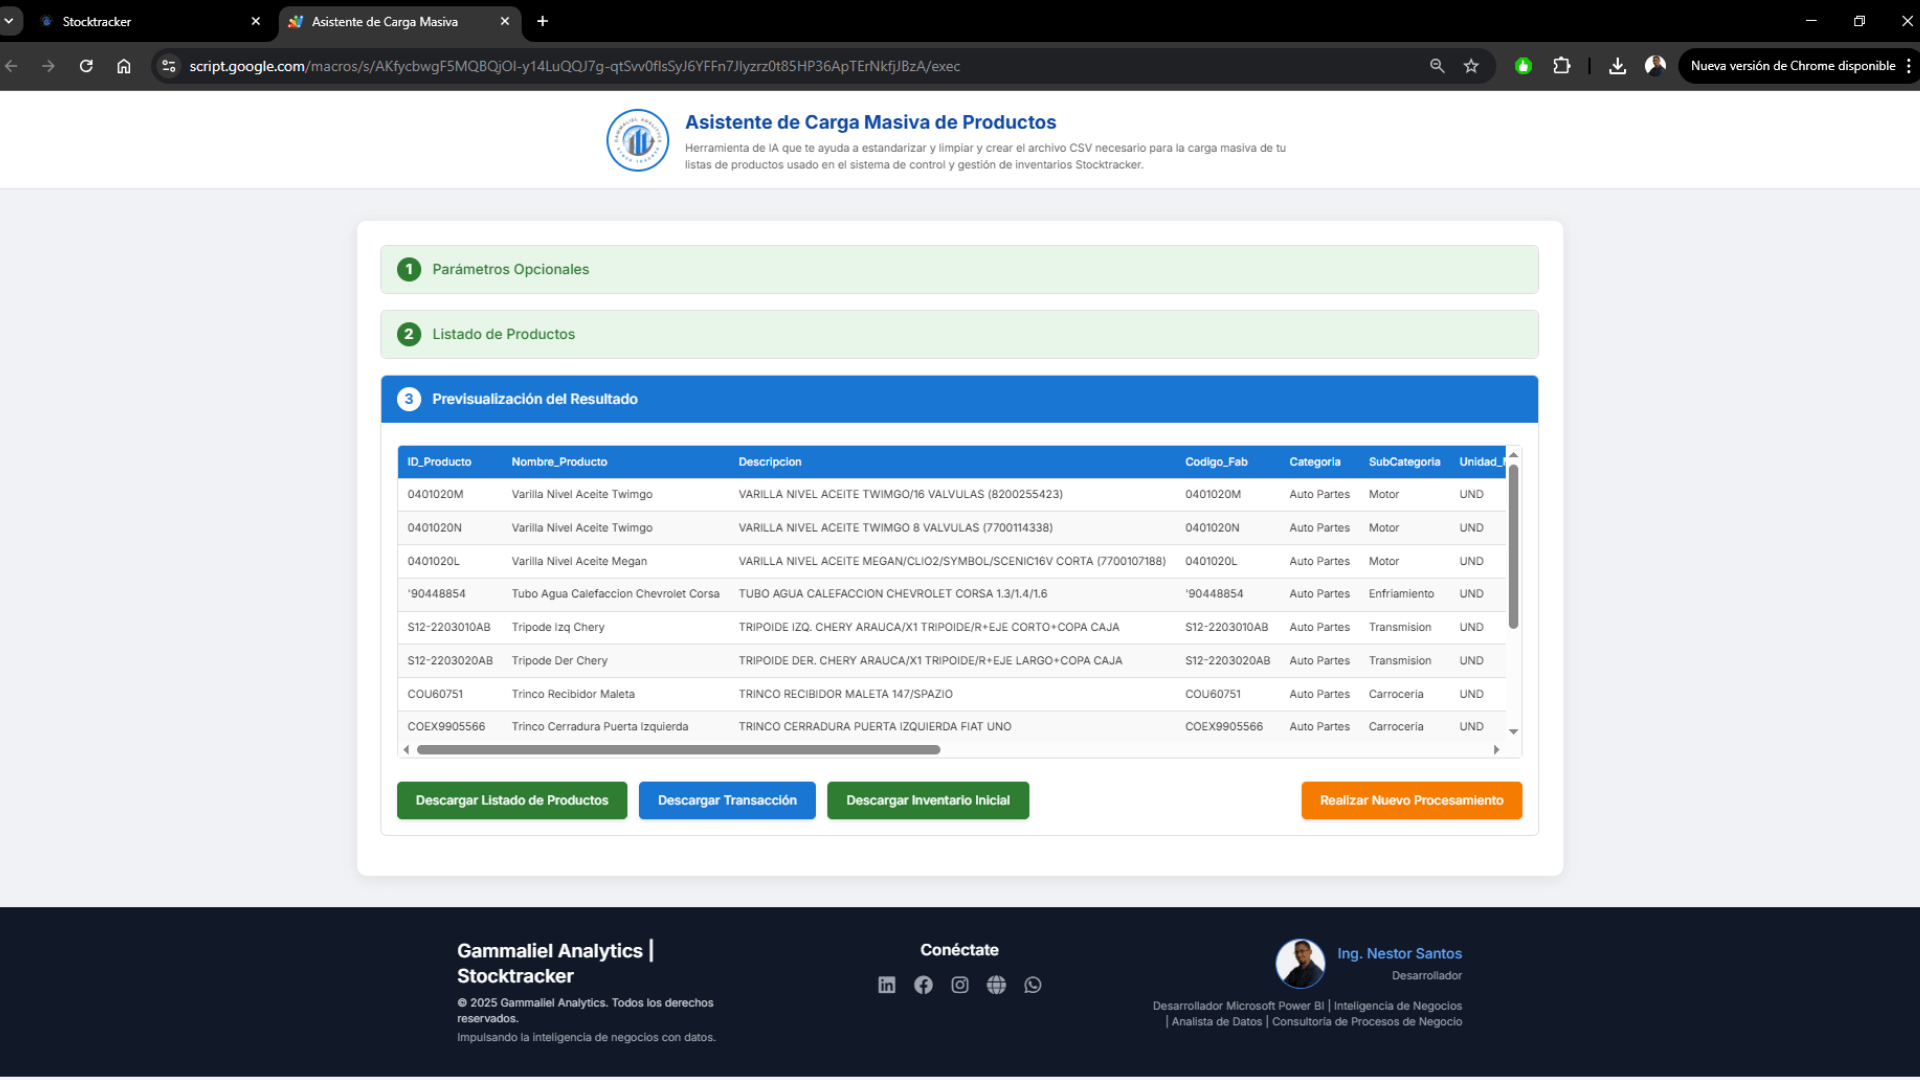 Stocktracker
Asistente de Carga Masiva
script.google.com/macros/s/AKfycbwgF5MQBQjOI-y14LuQQJ7g-qtSvv0fIsSyJ6YFFn7Jlyzrz0t85HP36ApTErNkfjJBzA/exec
Nueva versión de Chrome disponible
Asistente de Carga Masiva de Productos
Herramienta de IA que te ayuda a estandarizar y limpiar y crear el archivo CSV necesario para la carga masiva de tu
listas de productos usado en el sistema de control y gestión de inventarios Stocktracker.
1 Parámetros Opcionales
2 Listado de Productos
3 Previsualización del Resultado
ID_Producto Nombre_Producto Descripcion Codigo_Fab Categoria SubCategoria Unidad_
0401020M Varilla Nivel Aceite Twimgo VARILLA NIVEL ACEITE TWIMGO/16 VALVULAS (8200255423) 0401020M Auto Partes Motor UND
0401020N Varilla Nivel Aceite Twimgo VARILLA NIVEL ACEITE TWIMGO 8 VALVULAS (7700114338) 0401020N Auto Partes Motor UND
0401020L Varilla Nivel Aceite Megan VARILLA NIVEL ACEITE MEGAN/CLIO2/SYMBOL/SCENIC16V CORTA (7700107188) 0401020L Auto Partes Motor UND
'90448854 Tubo Agua Calefaccion Chevrolet Corsa TUBO AGUA CALEFACCION CHEVROLET CORSA 1.3/1.4/1.6 '90448854 Auto Partes Enfriamiento UND
S12-2203010AB Tripode Izq Chery TRIPOIDE IZQ. CHERY ARAUCA/X1 TRIPOIDE/R+EJE CORTO+COPA CAJA S12-2203010AB Auto Partes Transmision UND
S12-2203020AB Tripode Der Chery TRIPOIDE DER. CHERY ARAUCA/X1 TRIPOIDE/R+EJE LARGO+COPA CAJA S12-2203020AB Auto Partes Transmision UND
COU60751 Trinco Recibidor Maleta TRINCO RECIBIDOR MALETA 147/SPAZIO COU60751 Auto Partes Carroceria UND
COEX9905566 Trinco Cerradura Puerta Izquierda TRINCO CERRADURA PUERTA IZQUIERDA FIAT UNO COEX9905566 Auto Partes Carroceria UND
Descargar Listado de Productos Descargar Transacción Descargar Inventario Inicial Realizar Nuevo Procesamiento
Gammaliel Analytics |
Stocktracker
© 2025 Gammaliel Analytics. Todos los derechos
reservados.
Impulsando la inteligencia de negocios con datos.
Conéctate
Ing. Nestor Santos
Desarrollador
Desarrollador Microsoft Power BI | Inteligencia de Negocios
| Analista de Datos | Consultoría de Procesos de Negocio